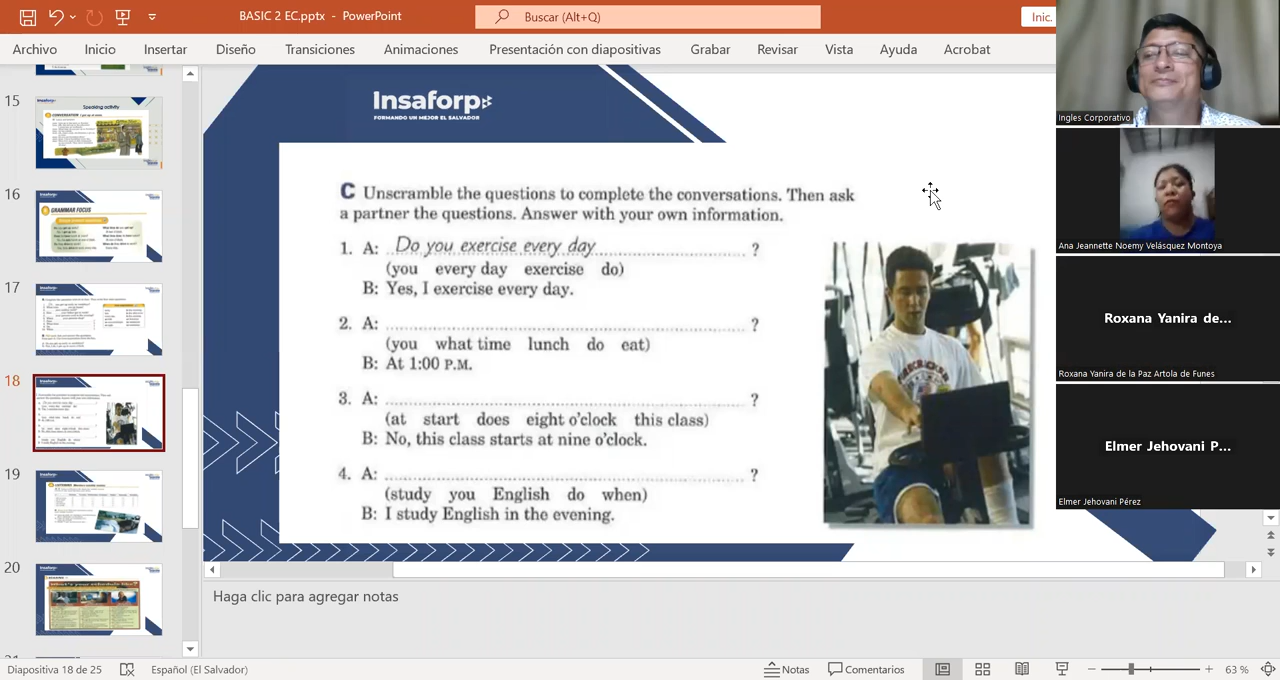 BASIC 2 EC.pptx - PowerPoint
Buscar (Alt+Q)
Inic.
Archivo Inicio Insertar Diseño Transiciones Animaciones Presentación con diapositivas Grabar Revisar Vista Ayuda Acrobat
15
16
17
18
19
20
Speaking activity
GRAMMAR FOCUS
Insaforp
FORMANDO UN MEJOR EL SALVADOR
C Unscramble the questions to complete the conversations. Then ask
a partner the questions. Answer with your own information.
1. A: Do you exercise every day ?
(you every day exercise do)
B: Yes, I exercise every day.
2. A: ?
(you what time lunch do eat)
B: At 1:00 P.M.
3. A: ?
(at start does eight o'clock this class)
B: No, this class starts at nine o'clock.
4. A: ?
(study you English do when)
B: I study English in the evening.
Ingles Corporativo
Ana Jeannette Noemy Velásquez Montoya
Roxana Yanira de...
Roxana Yanira de la Paz Artola de Funes
Elmer Jehovani P...
Elmer Jehovani Pérez
Haga clic para agregar notas
Diapositiva 18 de 25 Español (El Salvador) Notas Comentarios 63 %